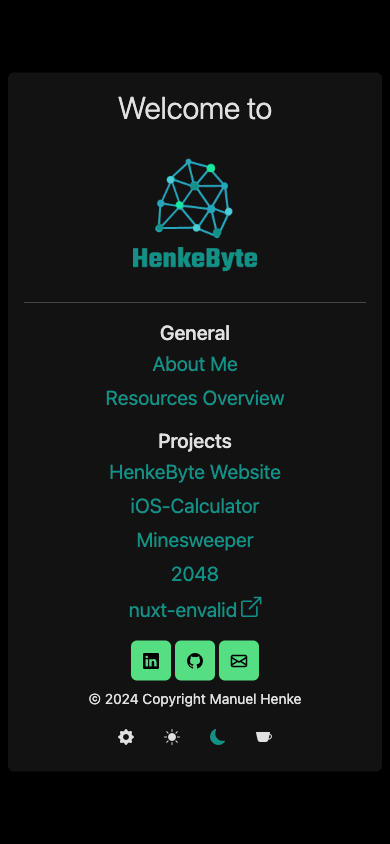 Welcome to
HenkeByte
General
About Me
Resources Overview
Projects
HenkeByte Website
iOS-Calculator
Minesweeper
2048
nuxt-envalid
© 2024 Copyright Manuel Henke